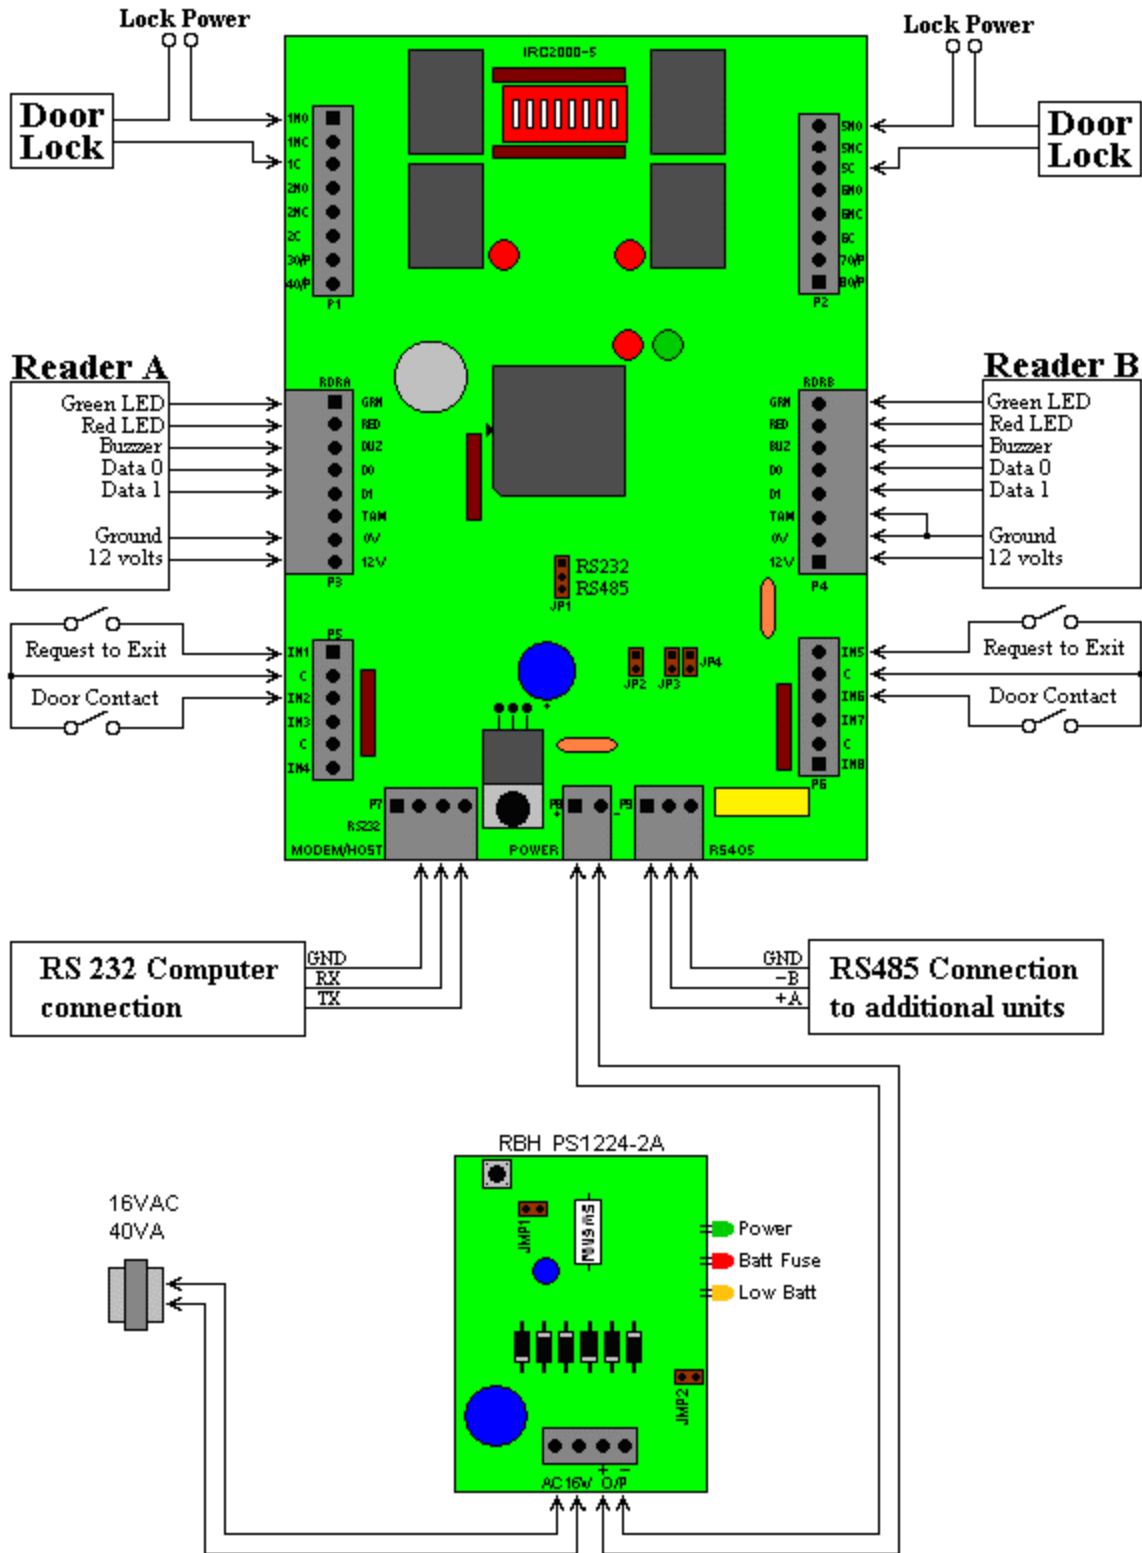 Lock Power
Lock Power
IRC2000-S
Door
Lock
1NO
1NC
1C
2NO
2NC
2C
3O/P
4O/P
P1
5NO
5NC
5C
6NO
6NC
6C
7O/P
8O/P
P2
Door
Lock
Reader A
Green LED
Red LED
Buzzer
Data 0
Data 1
Ground
12 volts
RDRA
GRN
RED
BUZ
D0
D1
TAM
0V
12V
P3
RDRB
GRN
RED
BUZ
D0
D1
TAM
0V
12V
P4
Reader B
Green LED
Red LED
Buzzer
Data 0
Data 1
Ground
12 volts
RS232
RS485
JP1
Request to Exit
Door Contact
P5
IN1
C
IN2
IN3
C
IN4
JP2
JP3
JP4
IN5
C
IN6
IN7
C
IN8
P6
Request to Exit
Door Contact
P7
RS232
MODEM/HOST
P8
+
-
POWER
P9
RS485
RS 232 Computer
connection
GND
RX
TX
GND
-B
+A
RS485 Connection
to additional units
RBH PS1224-2A
16VAC
40VA
JMP1
Power
Batt Fuse
Low Batt
JMP2
+ -
AC16V O/P